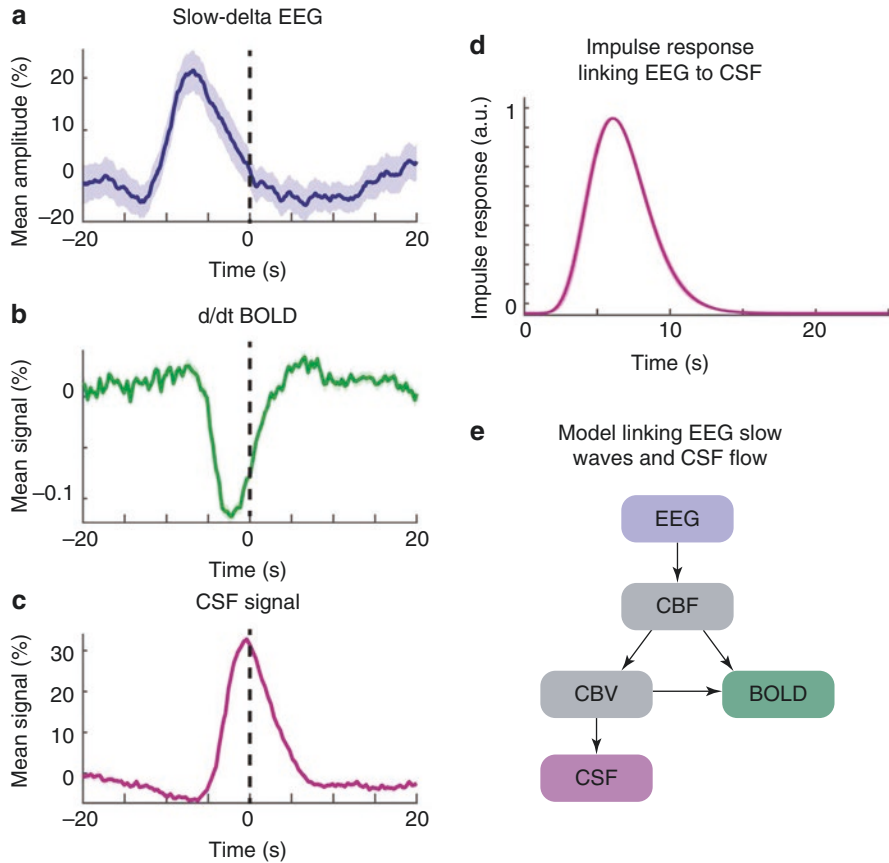 a
Slow-delta EEG
Mean amplitude (%)
20
10
0
−20
−20
0
20
Time (s)
b
d/dt BOLD
Mean signal (%)
0
−0.1
−20
0
20
Time (s)
c
CSF signal
Mean signal (%)
30
20
10
0
−20
0
20
Time (s)
d
Impulse response
linking EEG to CSF
Impulse response (a.u.)
1
0
0
10
20
Time (s)
e
Model linking EEG slow
waves and CSF flow
EEG
CBF
CBV
BOLD
CSF